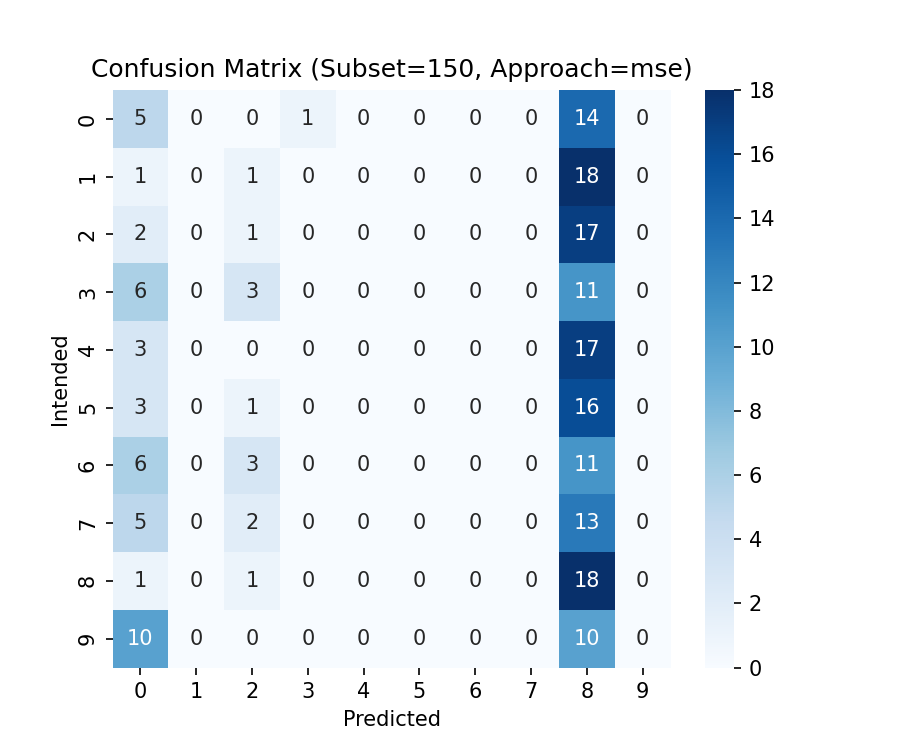 Confusion Matrix (Subset=150, Approach=mse)
Intended
0 5 0 0 1 0 0 0 0 14 0
1 1 0 1 0 0 0 0 0 18 0
2 2 0 1 0 0 0 0 0 17 0
3 6 0 3 0 0 0 0 0 11 0
4 3 0 0 0 0 0 0 0 17 0
5 3 0 1 0 0 0 0 0 16 0
6 6 0 3 0 0 0 0 0 11 0
7 5 0 2 0 0 0 0 0 13 0
8 1 0 1 0 0 0 0 0 18 0
9 10 0 0 0 0 0 0 0 10 0
0 1 2 3 4 5 6 7 8 9
Predicted
18
16
14
12
10
8
6
4
2
0